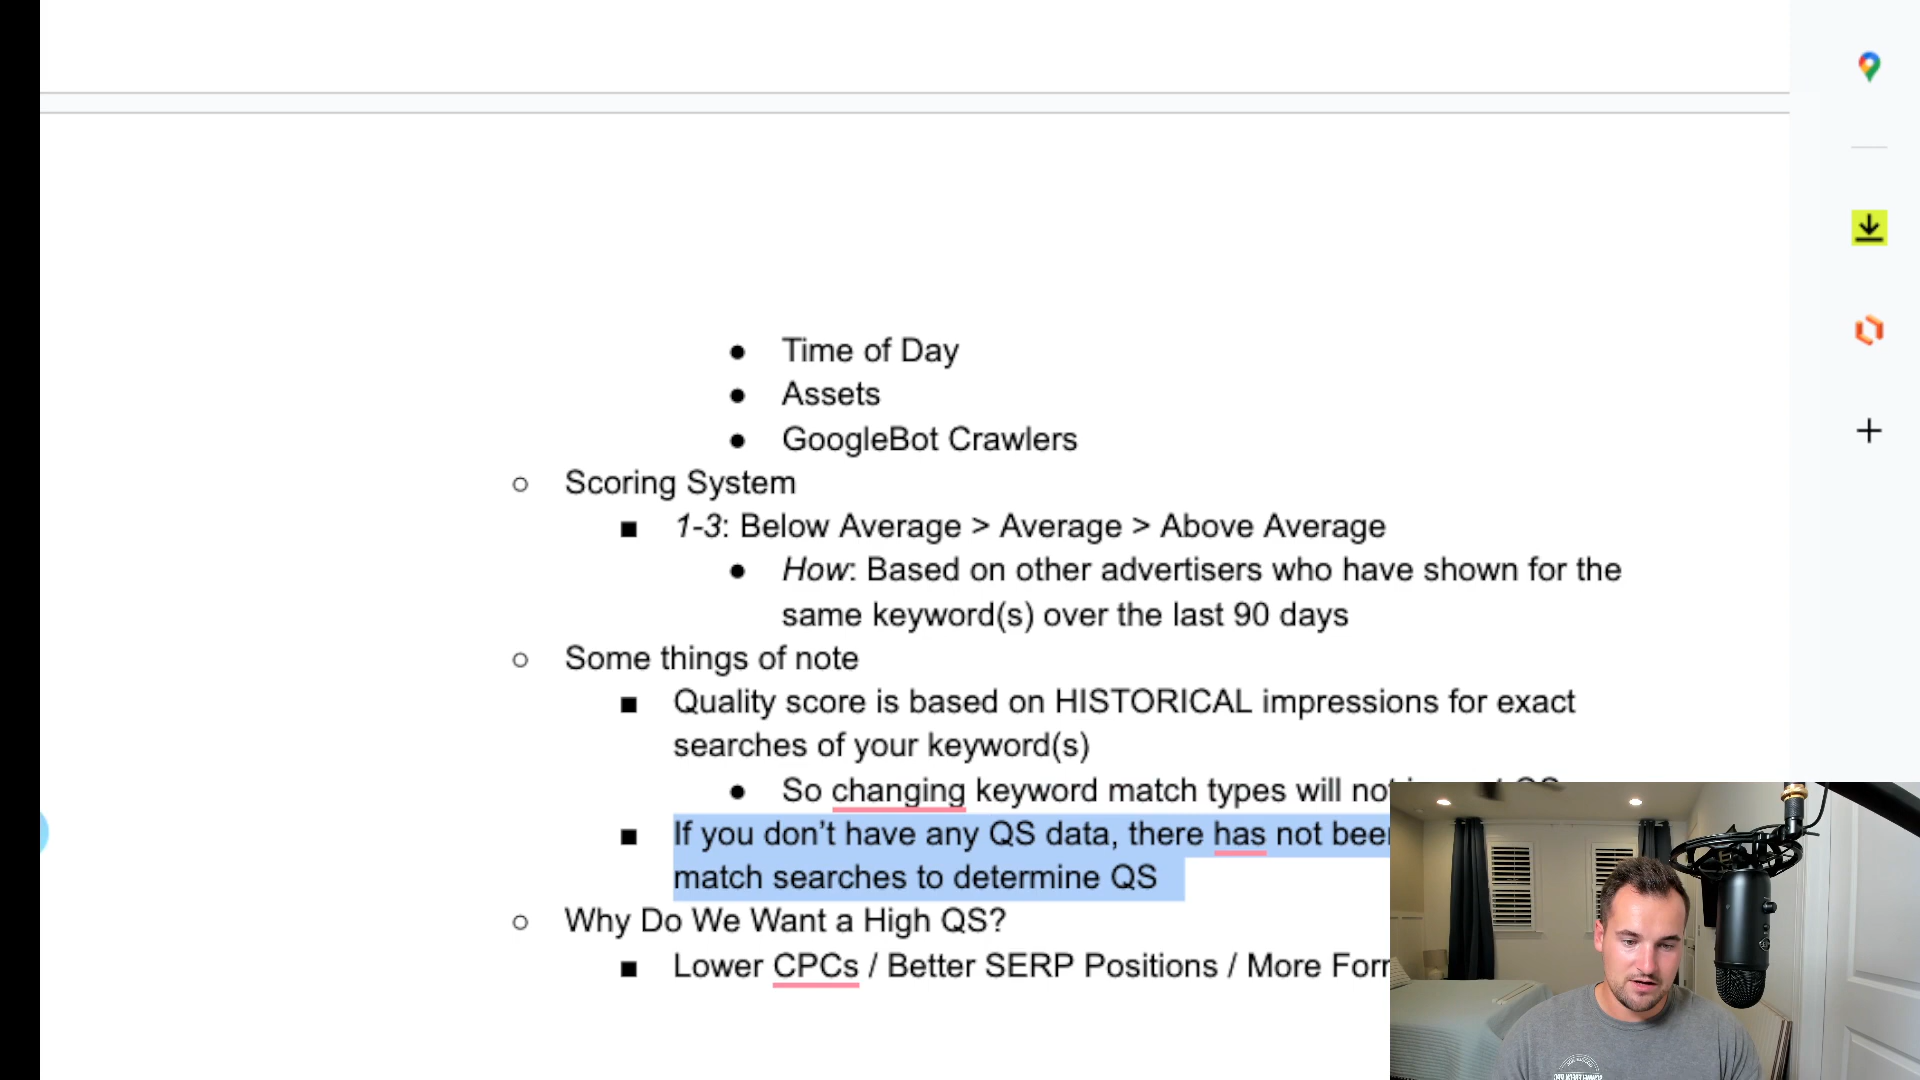 ● Time of Day
● Assets
● GoogleBot Crawlers
○ Scoring System
■ 1-3: Below Average > Average > Above Average
● How: Based on other advertisers who have shown for the
same keyword(s) over the last 90 days
○ Some things of note
■ Quality score is based on HISTORICAL impressions for exact
searches of your keyword(s)
● So changing keyword match types will not
■ If you don’t have any QS data, there has not been
match searches to determine QS
○ Why Do We Want a High QS?
■ Lower CPCs / Better SERP Positions / More